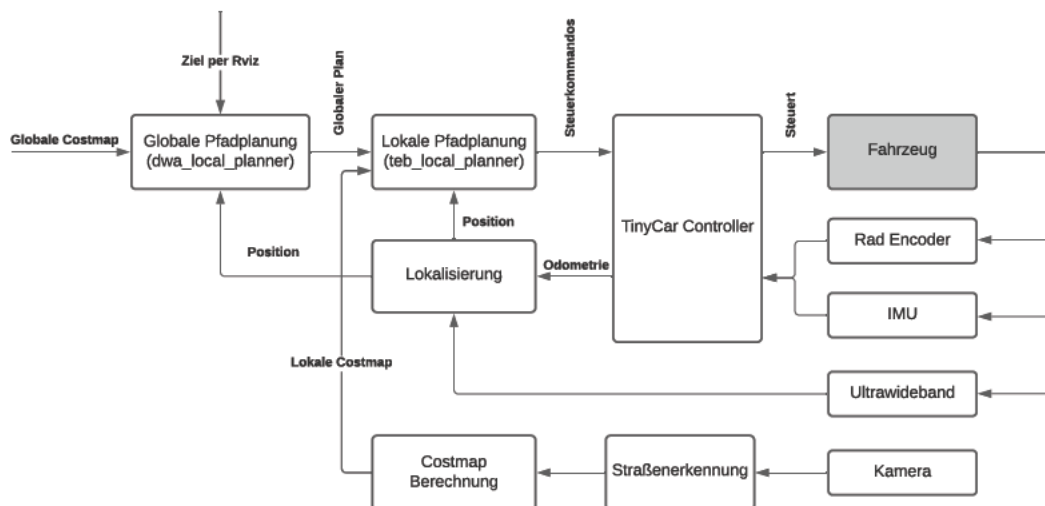 Ziel per Rviz
Globaler Plan
Steuerkommandos
Steuert
Globale Costmap
Globale Pfadplanung
(dwa_local_planner)
Lokale Pfadplanung
(teb_local_planner)
TinyCar Controller
Fahrzeug
Position
Position
Lokalisierung
Odometrie
Rad Encoder
IMU
Lokale Costmap
Ultrawideband
Costmap
Berechnung
Straßenerkennung
Kamera